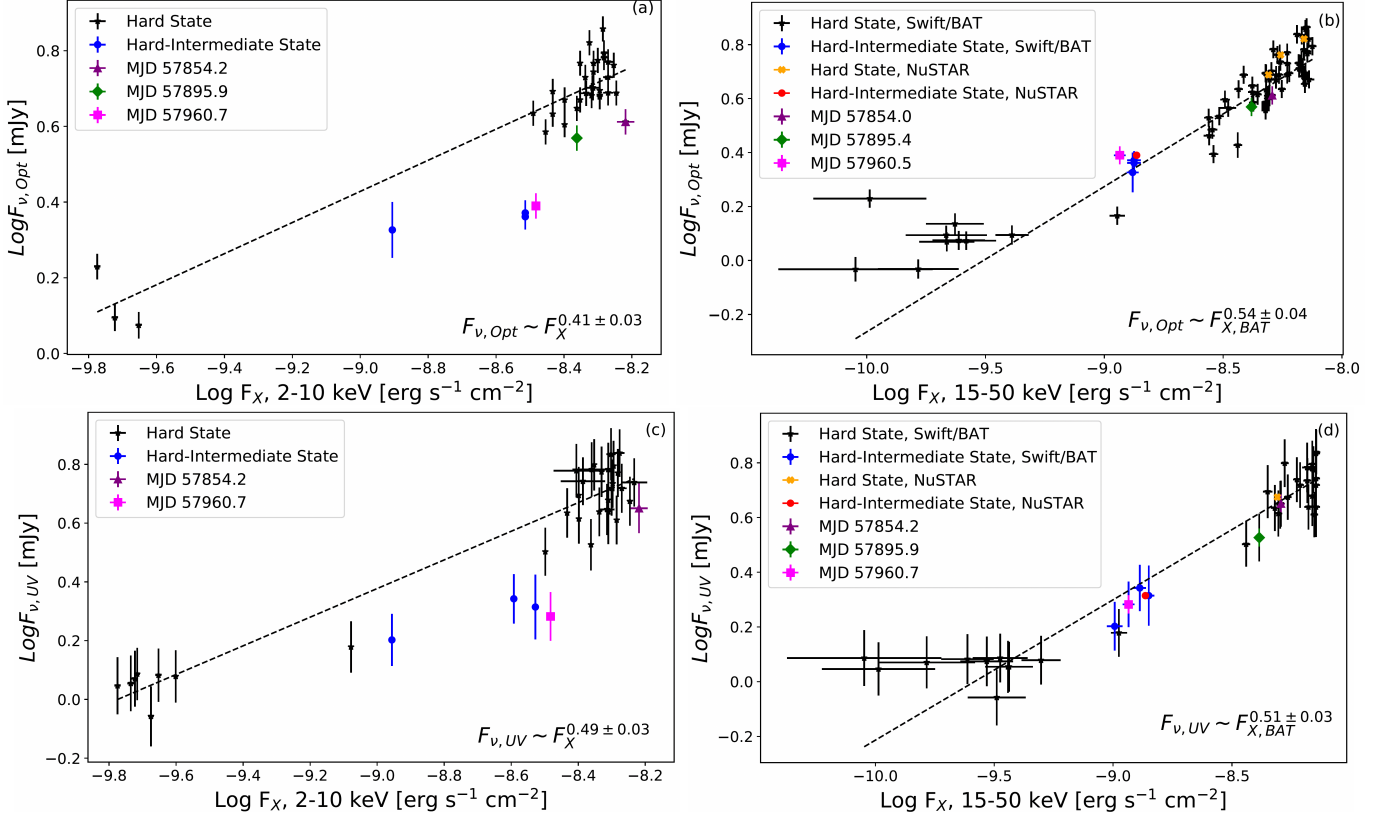 (a)
Hard State
Hard-Intermediate State
MJD 57854.2
MJD 57895.9
MJD 57960.7
0.8
0.6
0.4
0.2
0.0
LogF_{ν,Opt} [mJy]
F_{ν,Opt} ~ F_X^{0.41 ± 0.03}
−9.8 −9.6 −9.4 −9.2 −9.0 −8.8 −8.6 −8.4 −8.2
Log F_X, 2-10 keV [erg s⁻¹ cm⁻²]
(b)
Hard State, Swift/BAT
Hard-Intermediate State, Swift/BAT
Hard State, NuSTAR
Hard-Intermediate State, NuSTAR
MJD 57854.0
MJD 57895.4
MJD 57960.5
0.8
0.6
0.4
0.2
0.0
−0.2
LogF_{ν,Opt} [mJy]
F_{ν,Opt} ~ F_{X,BAT}^{0.54 ± 0.04}
−10.0 −9.5 −9.0 −8.5 −8.0
Log F_X, 15-50 keV [erg s⁻¹ cm⁻²]
(c)
Hard State
Hard-Intermediate State
MJD 57854.2
MJD 57960.7
0.8
0.6
0.4
0.2
0.0
−0.2
LogF_{ν,UV} [mJy]
F_{ν,UV} ~ F_X^{0.49 ± 0.03}
−9.8 −9.6 −9.4 −9.2 −9.0 −8.8 −8.6 −8.4 −8.2
Log F_X, 2-10 keV [erg s⁻¹ cm⁻²]
(d)
Hard State, Swift/BAT
Hard-Intermediate State, Swift/BAT
Hard State, NuSTAR
Hard-Intermediate State, NuSTAR
MJD 57854.2
MJD 57895.9
MJD 57960.7
0.8
0.6
0.4
0.2
0.0
−0.2
LogF_{ν,UV} [mJy]
F_{ν,UV} ~ F_{X,BAT}^{0.51 ± 0.03}
−10.0 −9.5 −9.0 −8.5
Log F_X, 15-50 keV [erg s⁻¹ cm⁻²]